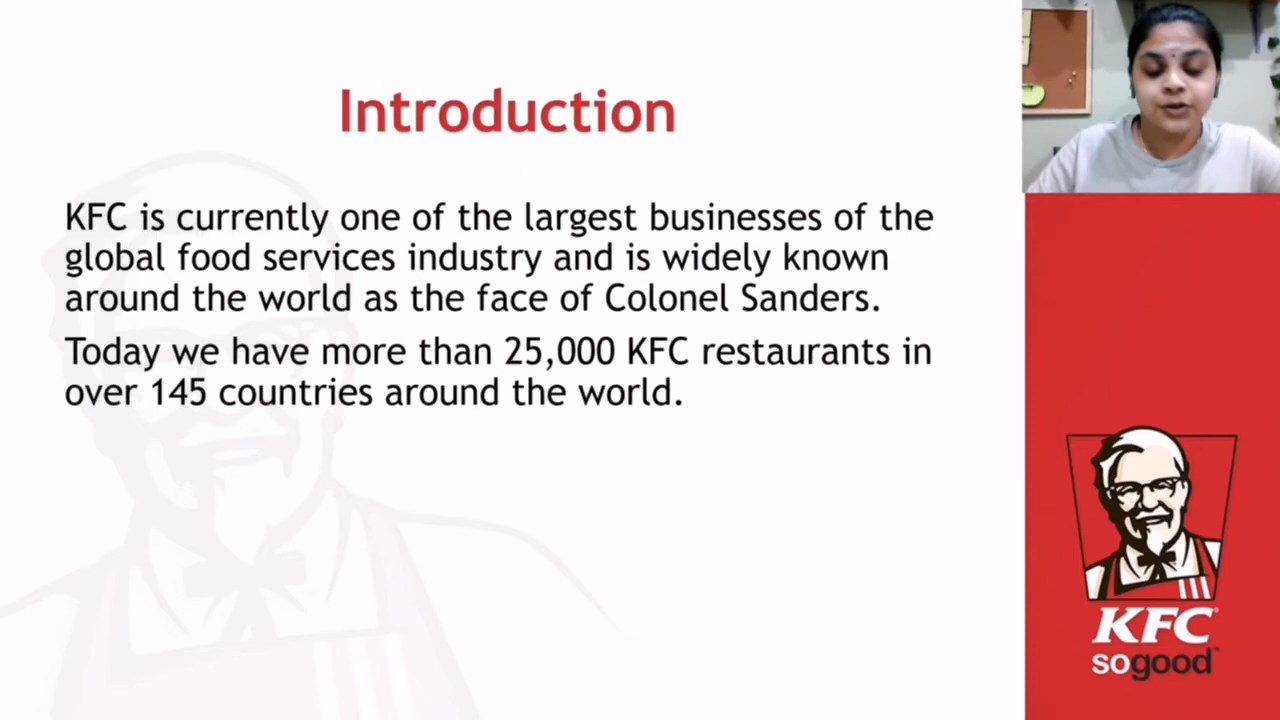 Introduction
KFC is currently one of the largest businesses of the
global food services industry and is widely known
around the world as the face of Colonel Sanders.
Today we have more than 25,000 KFC restaurants in
over 145 countries around the world.
KFC
sogood